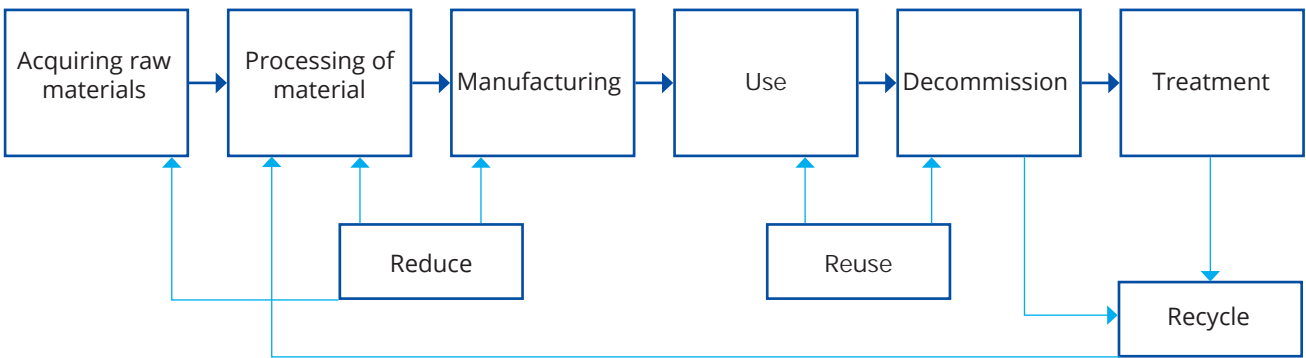 Acquiring raw
materials
Processing of
material
Manufacturing
Use
Decommission
Treatment
Reduce
Reuse
Recycle